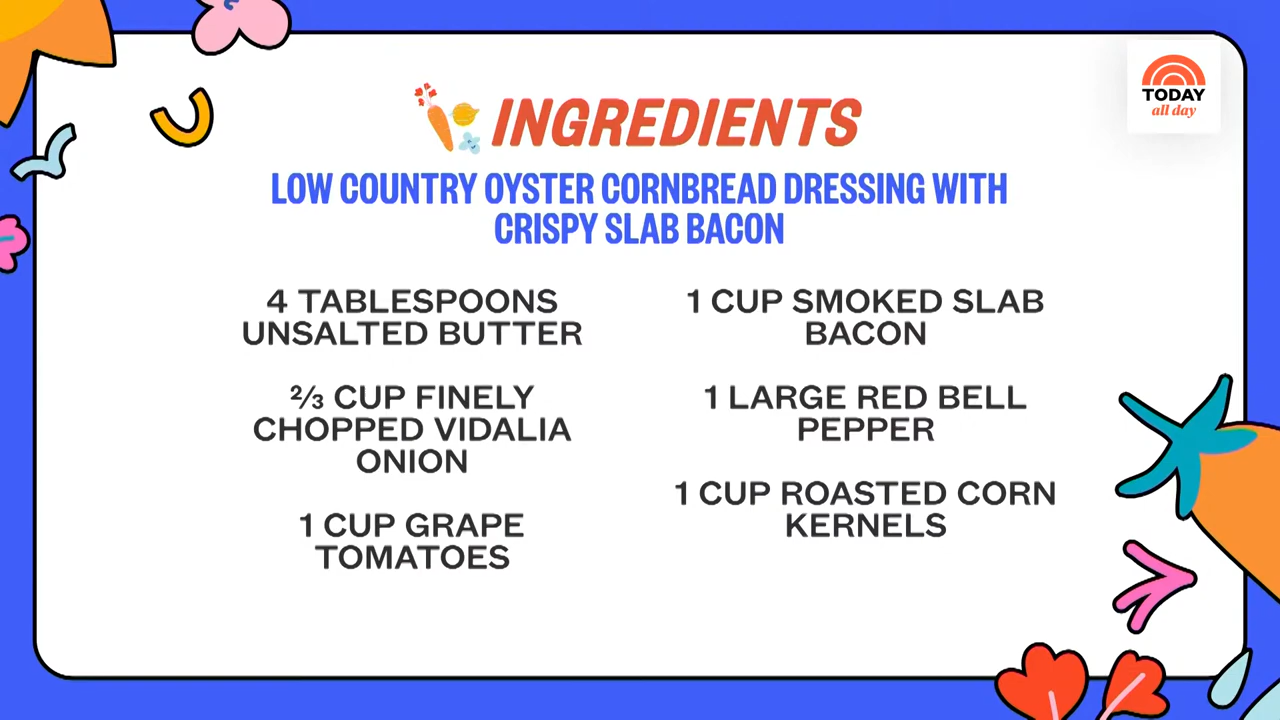 INGREDIENTS
TODAY
all day
LOW COUNTRY OYSTER CORNBREAD DRESSING WITH
CRISPY SLAB BACON
4 TABLESPOONS
UNSALTED BUTTER
⅔ CUP FINELY
CHOPPED VIDALIA
ONION
1 CUP GRAPE
TOMATOES
1 CUP SMOKED SLAB
BACON
1 LARGE RED BELL
PEPPER
1 CUP ROASTED CORN
KERNELS